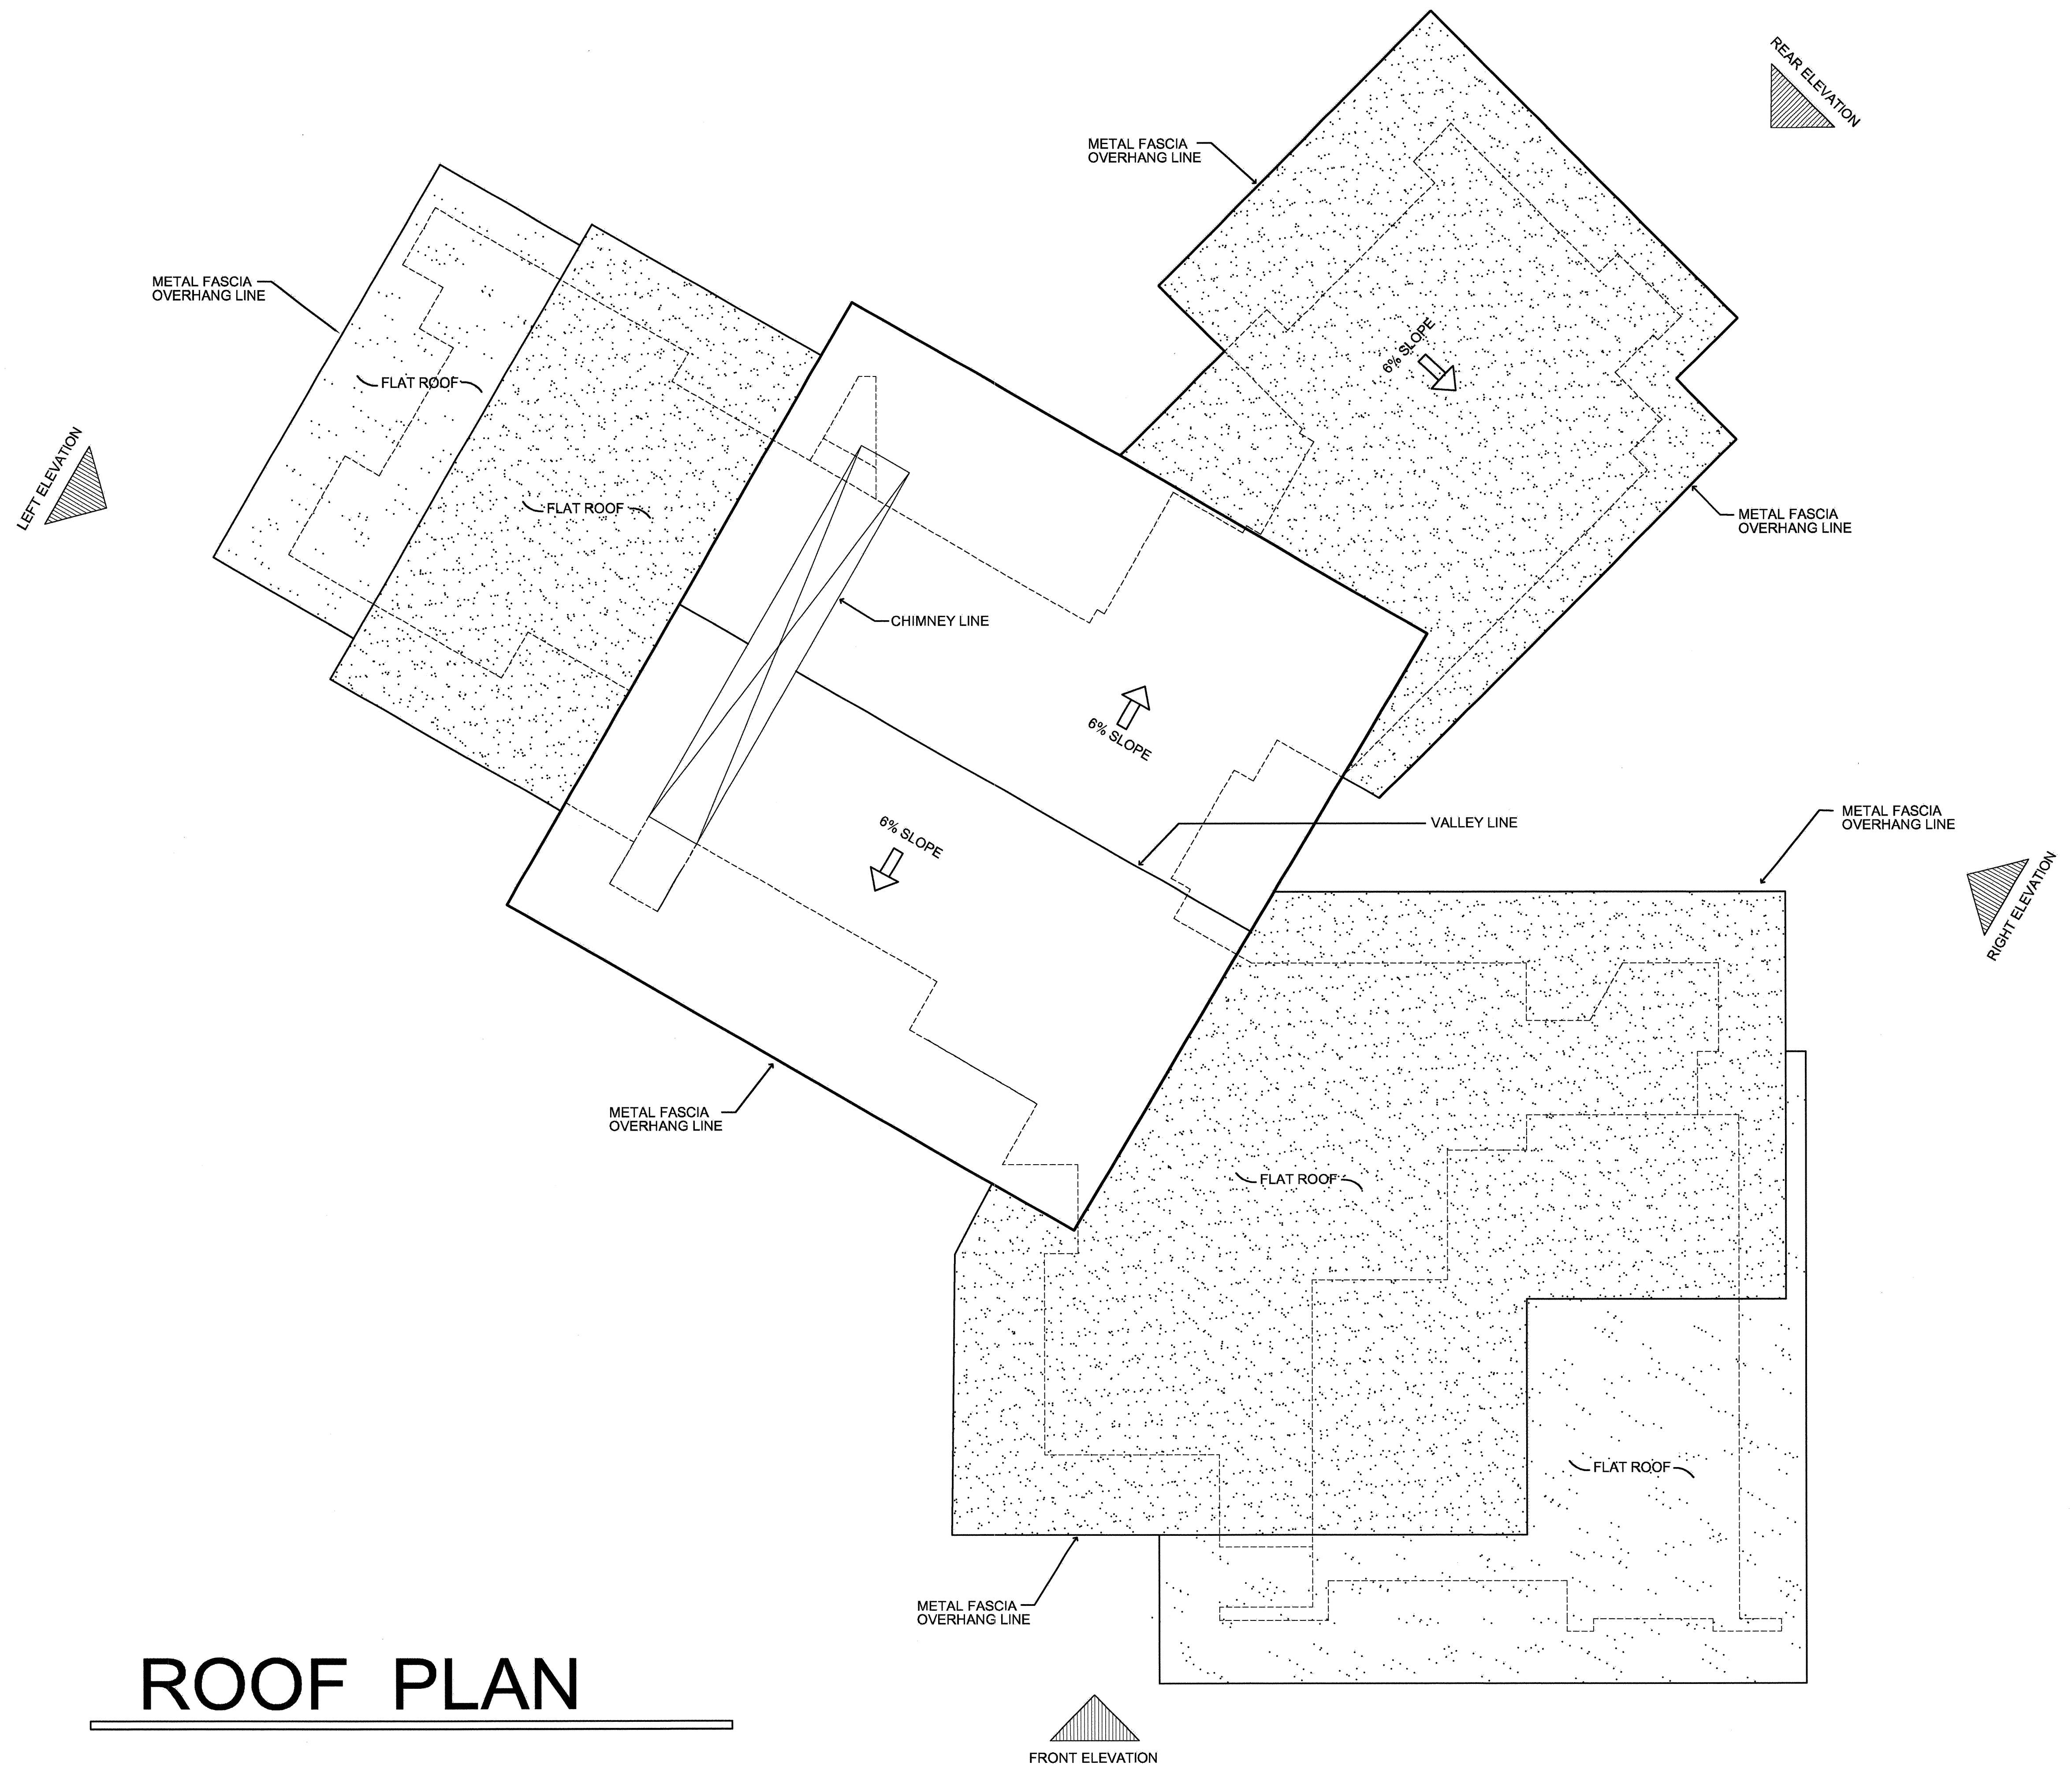 REAR ELEVATION
METAL FASCIA
OVERHANG LINE
METAL FASCIA
OVERHANG LINE
6% SLOPE
FLAT ROOF
LEFT ELEVATION
FLAT ROOF
METAL FASCIA
OVERHANG LINE
CHIMNEY LINE
6% SLOPE
6% SLOPE
VALLEY LINE
METAL FASCIA
OVERHANG LINE
RIGHT ELEVATION
METAL FASCIA
OVERHANG LINE
FLAT ROOF
FLAT ROOF
METAL FASCIA
OVERHANG LINE
ROOF PLAN
FRONT ELEVATION